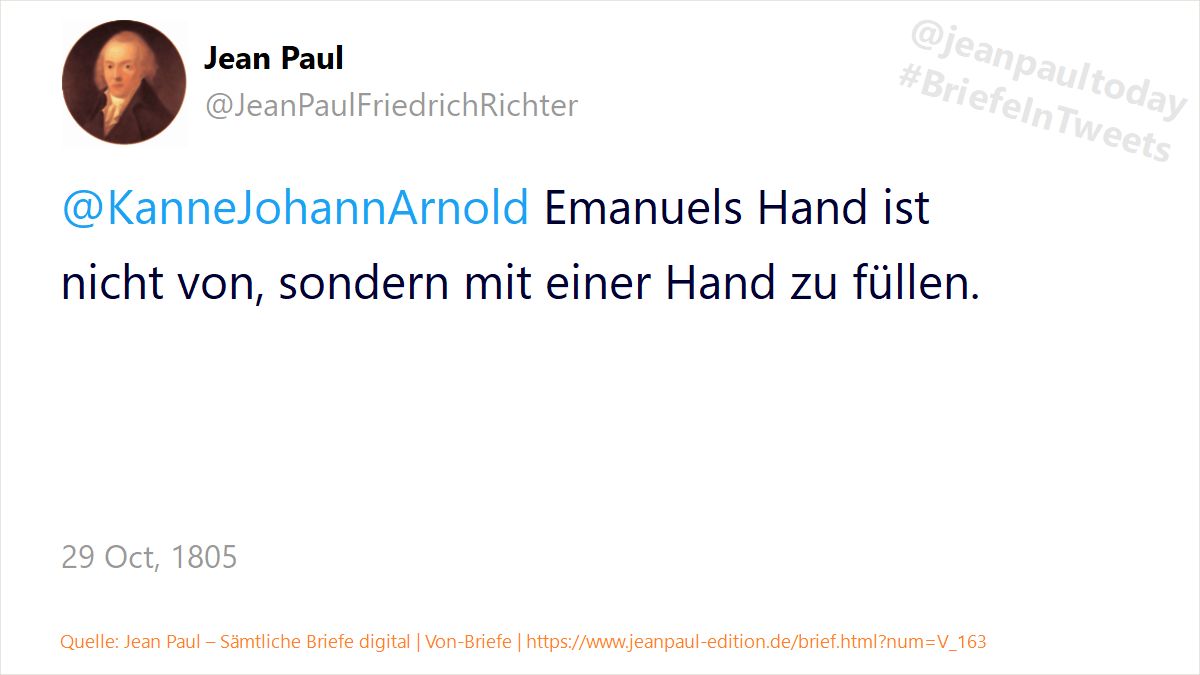 Jean Paul
@JeanPaulFriedrichRichter
@jeanpaultoday
#BriefeInTweets
@KanneJohannArnold Emanuels Hand ist
nicht von, sondern mit einer Hand zu füllen.
29 Oct, 1805
Quelle: Jean Paul – Sämtliche Briefe digital | Von-Briefe | https://www.jeanpaul-edition.de/brief.html?num=V_163